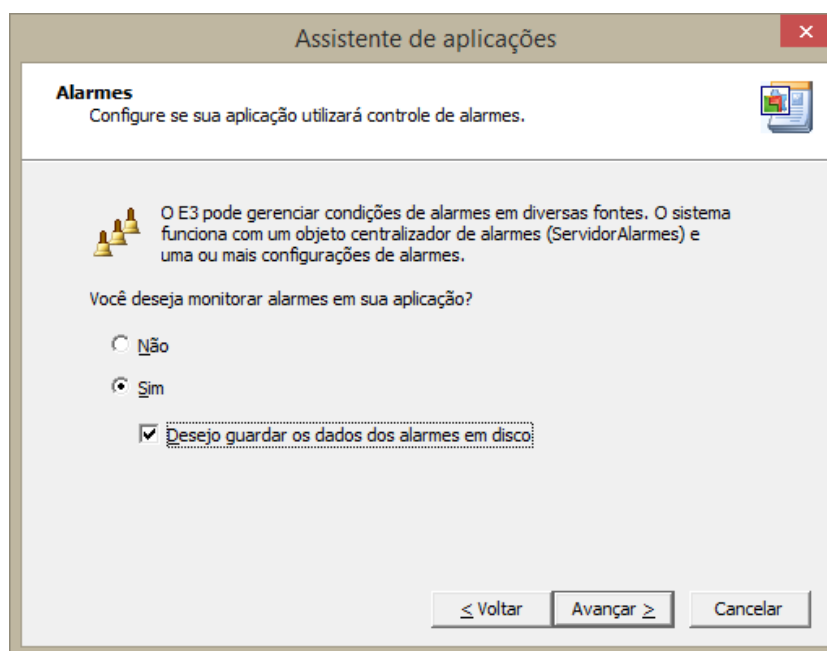 Assistente de aplicações
Alarmes
Configure se sua aplicação utilizará controle de alarmes.
O E3 pode gerenciar condições de alarmes em diversas fontes. O sistema
funciona com um objeto centralizador de alarmes (ServidorAlarmes) e
uma ou mais configurações de alarmes.
Você deseja monitorar alarmes em sua aplicação?
Não
Sim
Desejo guardar os dados dos alarmes em disco
< Voltar
Avançar >
Cancelar